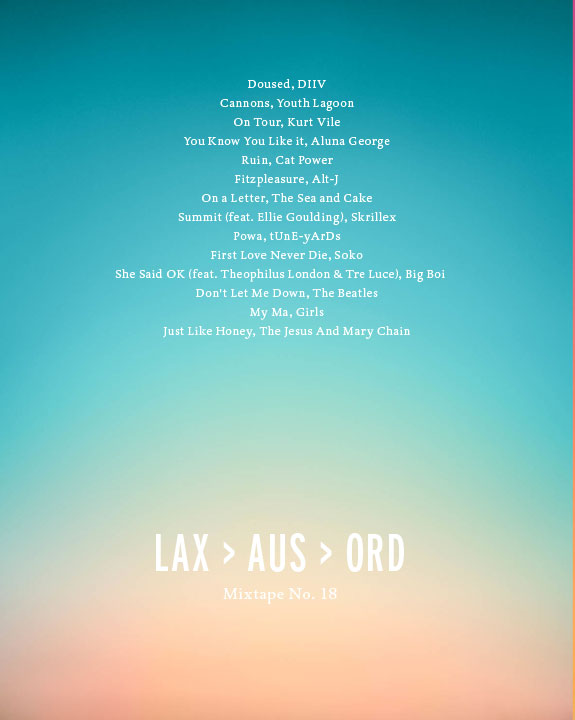 Doused, DIIV
Cannons, Youth Lagoon
On Tour, Kurt Vile
You Know You Like it, Aluna George
Ruin, Cat Power
Fitzpleasure, Alt-J
On a Letter, The Sea and Cake
Summit (feat. Ellie Goulding), Skrillex
Powa, tUnE-yArDs
First Love Never Die, Soko
She Said OK (feat. Theophilus London & Tre Luce), Big Boi
Don't Let Me Down, The Beatles
My Ma, Girls
Just Like Honey, The Jesus And Mary Chain
LAX > AUS > ORD
Mixtape No. 18